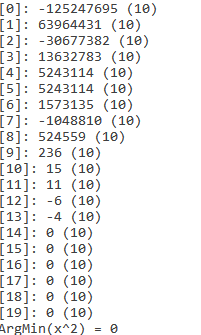 [0]: -125247695 (10)
[1]: 63964431 (10)
[2]: -30677382 (10)
[3]: 13632783 (10)
[4]: 5243114 (10)
[5]: 5243114 (10)
[6]: 1573135 (10)
[7]: -1048810 (10)
[8]: 524559 (10)
[9]: 236 (10)
[10]: 15 (10)
[11]: 11 (10)
[12]: -6 (10)
[13]: -4 (10)
[14]: 0 (10)
[15]: 0 (10)
[16]: 0 (10)
[17]: 0 (10)
[18]: 0 (10)
[19]: 0 (10)
ArgMin(x^2) = 0